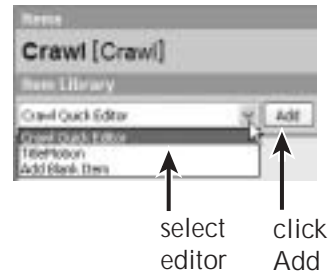 Items
Crawl [Crawl]
Item Library
Crawl Quick Editor Add
Crawl Quick Editor
TitleMotion
Add Blank Item
select click
editor Add